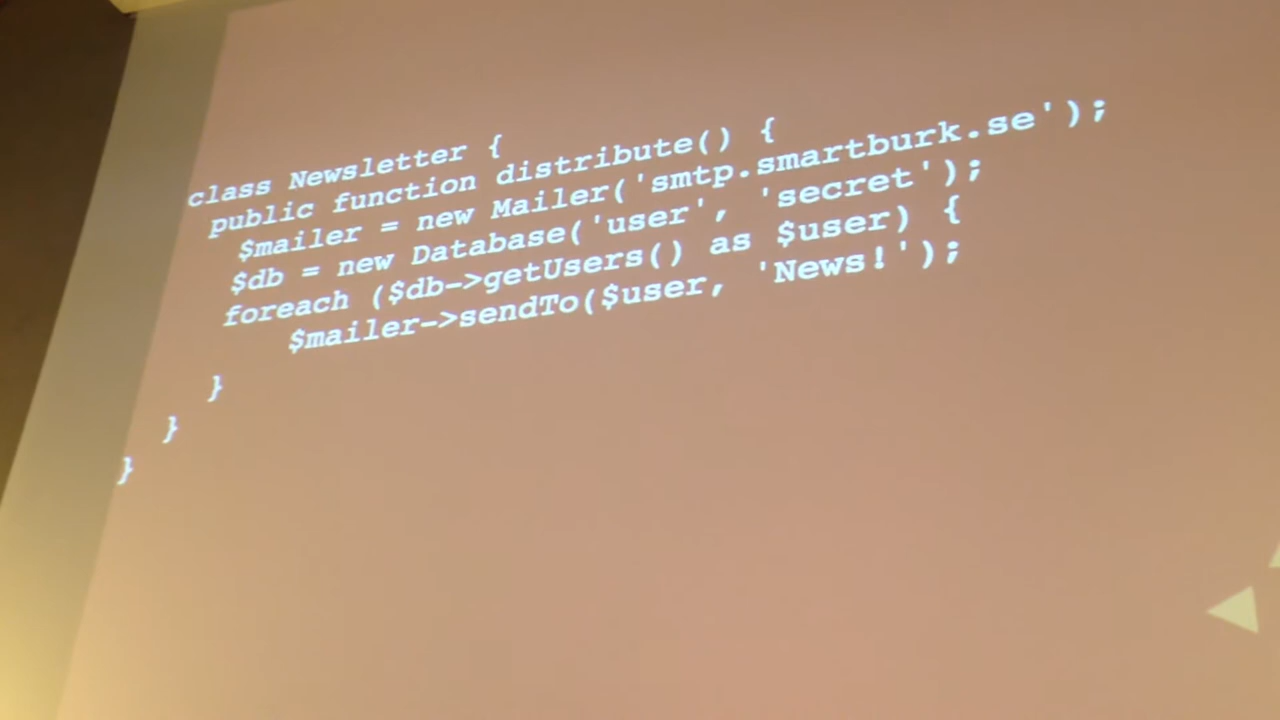 class Newsletter {
public function distribute() {
$mailer = new Mailer('smtp.smartburk.se');
$db = new Database('user', 'secret');
foreach ($db->getUsers() as $user) {
$mailer->sendTo($user, 'News!');
}
}
}